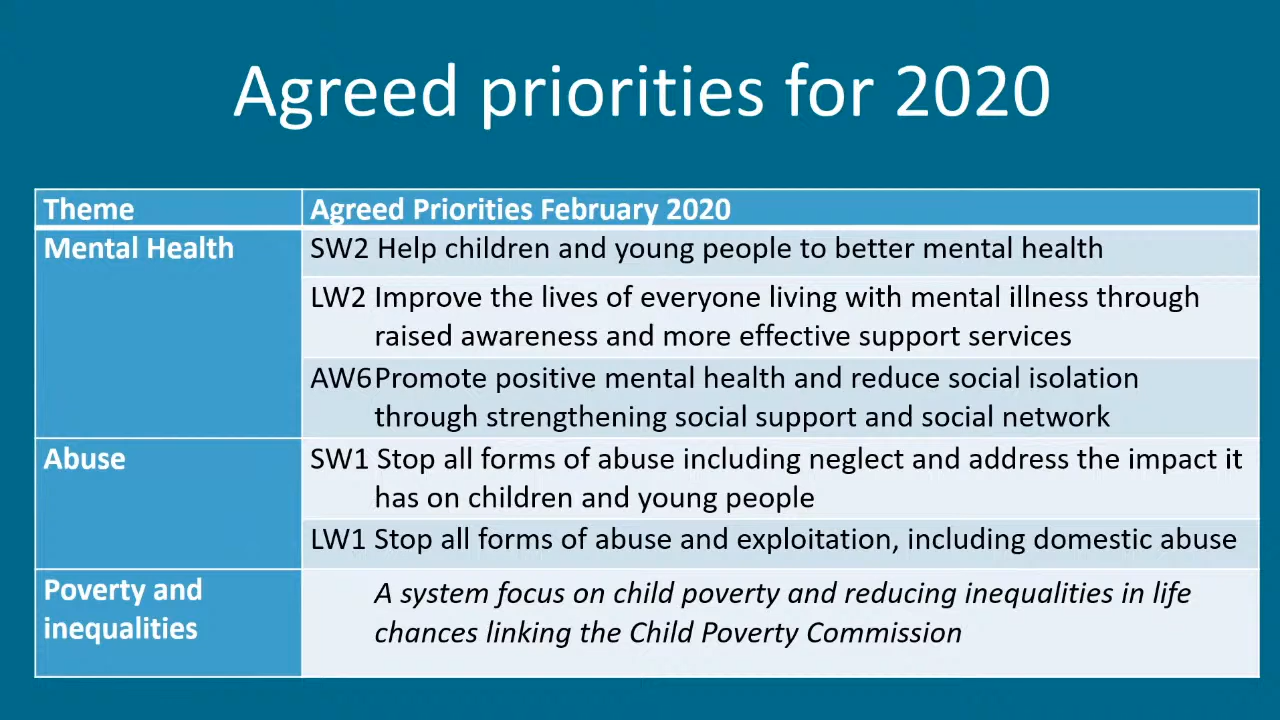 Agreed priorities for 2020
Theme
Agreed Priorities February 2020
Mental Health
SW2 Help children and young people to better mental health
LW2 Improve the lives of everyone living with mental illness through
raised awareness and more effective support services
AW6 Promote positive mental health and reduce social isolation
through strengthening social support and social network
Abuse
SW1 Stop all forms of abuse including neglect and address the impact it
has on children and young people
LW1 Stop all forms of abuse and exploitation, including domestic abuse
Poverty and
inequalities
A system focus on child poverty and reducing inequalities in life
chances linking the Child Poverty Commission